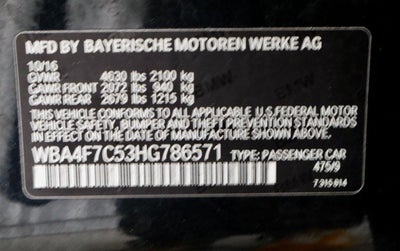 MFD BY BAYERISCHE MOTOREN WERKE AG
10/16
GVWR 4630 lbs 2100 kg
GAWR FRONT 2072 lbs 940 kg
GAWR REAR 2679 lbs 1215 kg
THIS VEHICLE CONFORMS TO ALL APPLICABLE U.S. FEDERAL MOTOR
VEHICLE SAFETY, BUMPER AND THEFT PREVENTION STANDARDS IN
EFFECT ON THE DATE OF MANUFACTURE SHOWN ABOVE.
WBA4F7C53HG786571 TYPE: PASSENGER CAR
475/9
7 315 814